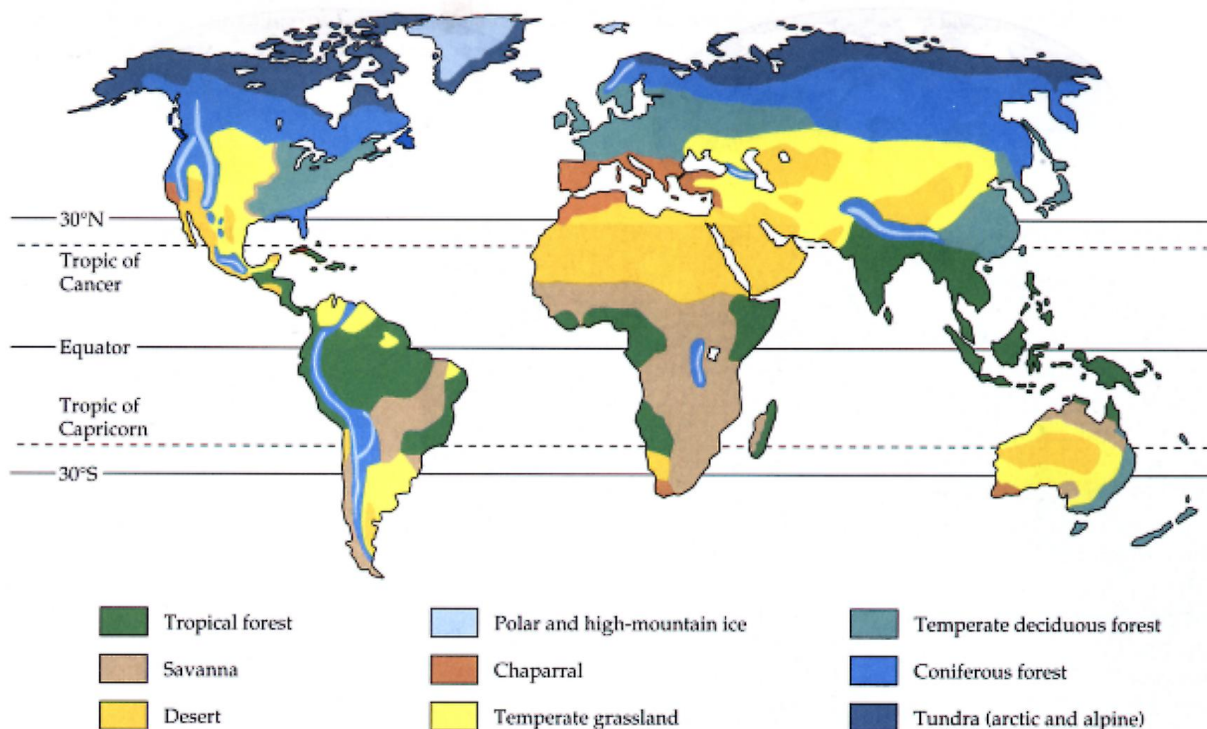 30°N
Tropic of
Cancer
Equator
Tropic of
Capricorn
30°S
Tropical forest
Polar and high-mountain ice
Temperate deciduous forest
Savanna
Chaparral
Coniferous forest
Desert
Temperate grassland
Tundra (arctic and alpine)